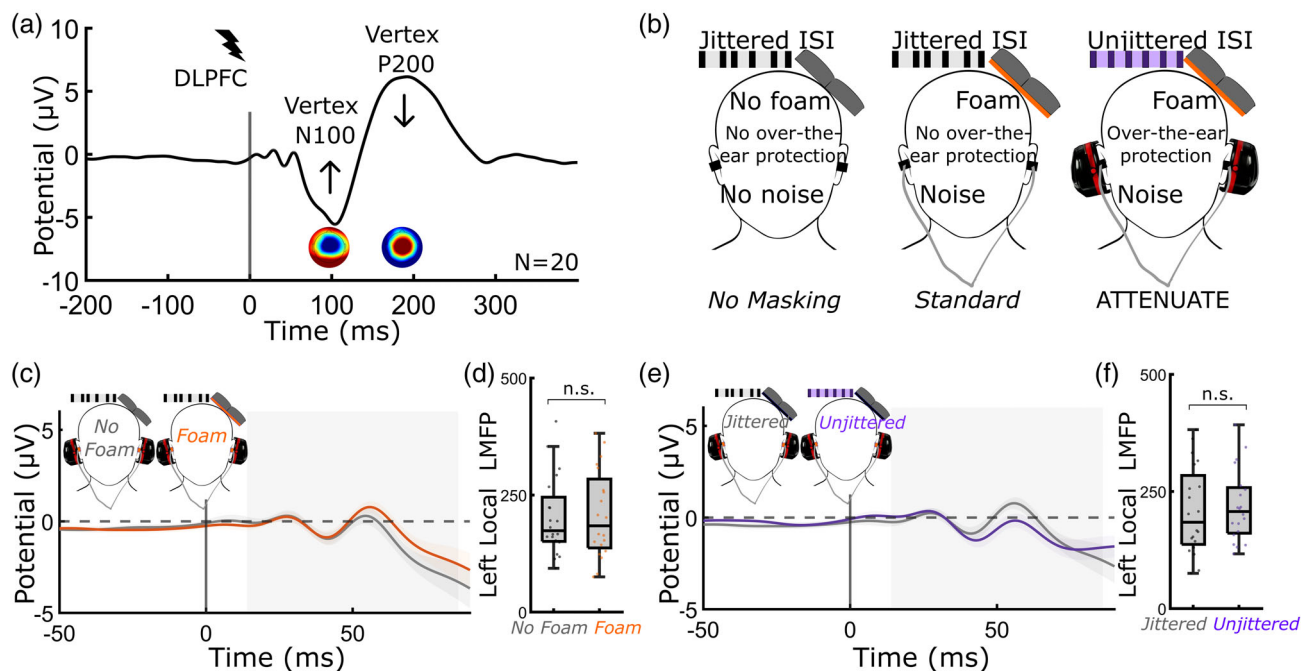 (a)
10
5
0
-5
-10
Potential (µV)
DLPFC
Vertex
N100
Vertex
P200
N=20
-200
-100
0
100
200
300
Time (ms)
(b)
Jittered ISI
No foam
No over-the-
ear protection
No noise
No Masking
Jittered ISI
Foam
No over-the-
ear protection
Noise
Standard
Unjittered ISI
Foam
Over-the-ear
protection
Noise
ATTENUATE
(c)
6
0
-5
Potential (µV)
No
Foam
Foam
-50
0
50
Time (ms)
(d)
500
250
0
Left Local LMFP
n.s.
No Foam Foam
(e)
6
0
-5
Potential (µV)
Jittered
Unjittered
-50
0
50
Time (ms)
(f)
500
250
0
Left Local LMFP
n.s.
Jittered Unjittered